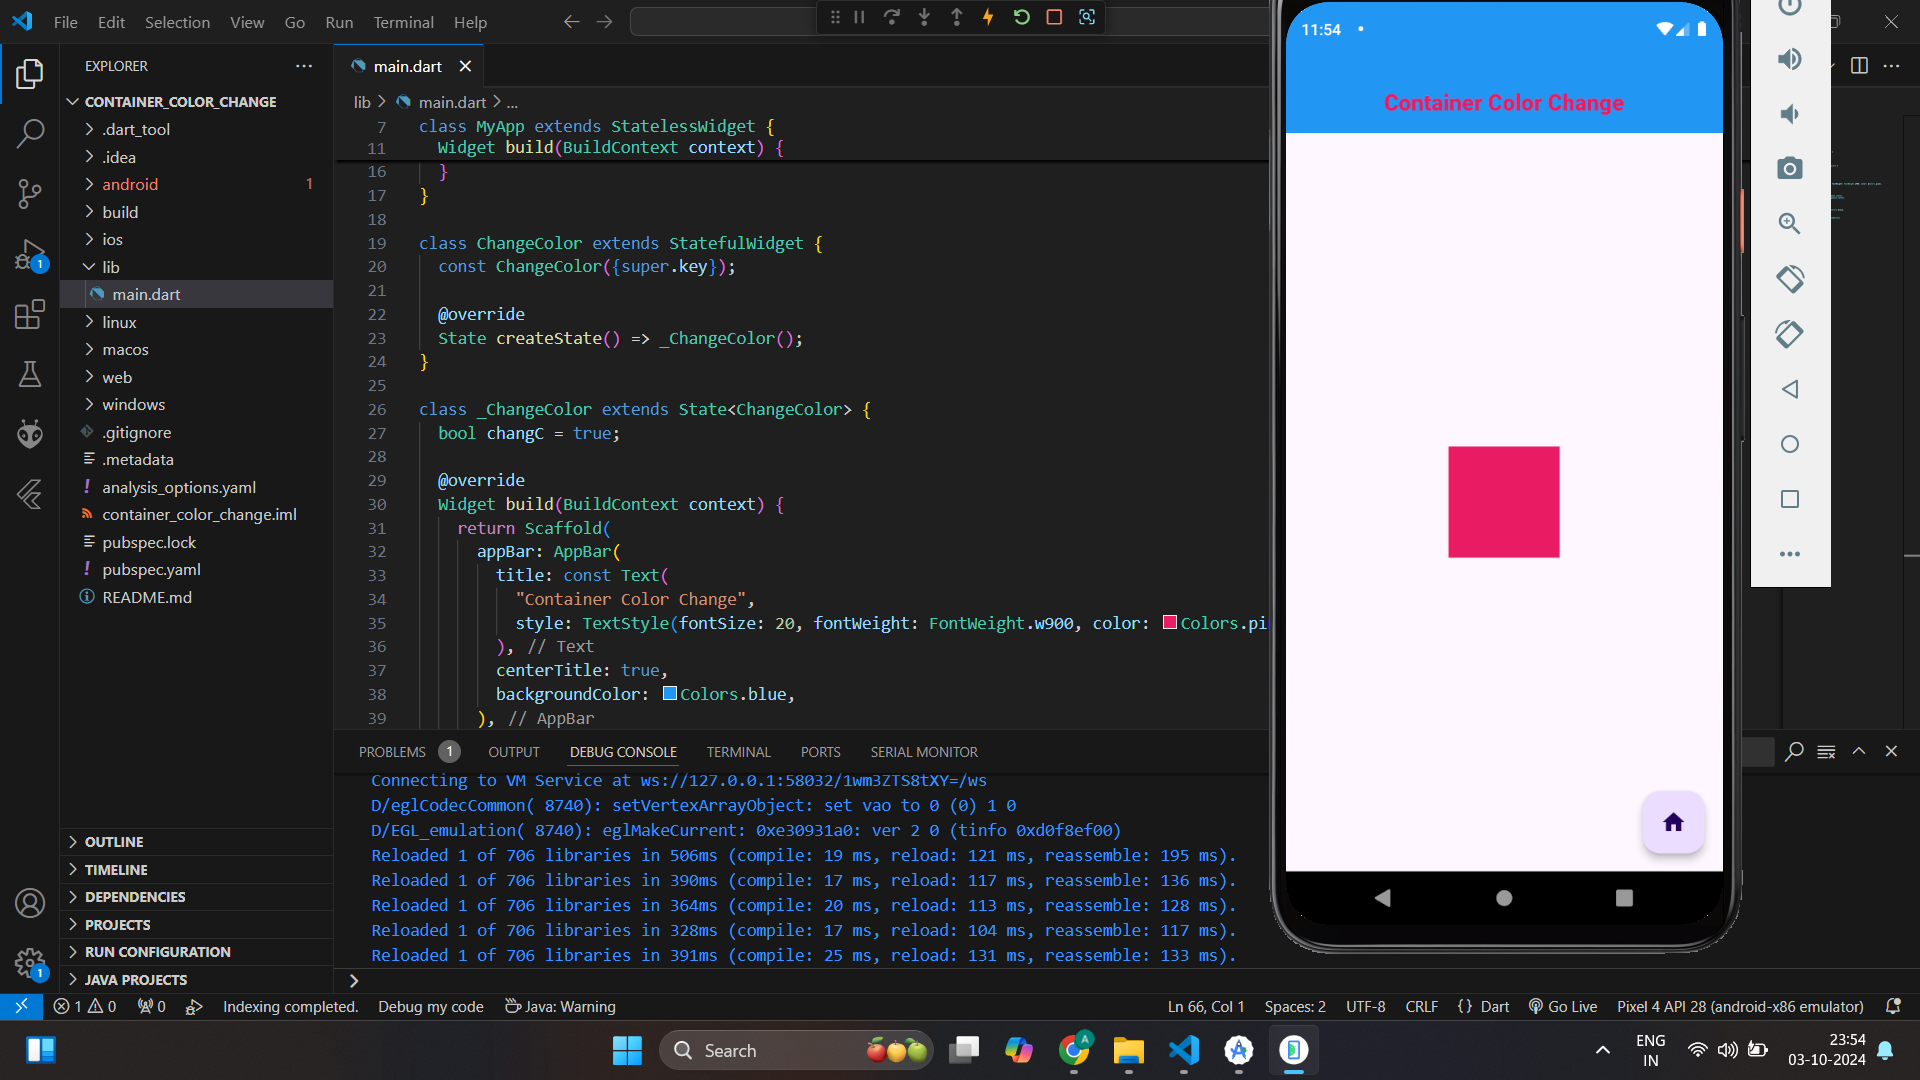 File Edit Selection View Go Run Terminal Help
EXPLORER
CONTAINER_COLOR_CHANGE
.dart_tool
.idea
android 1
build
ios
lib
main.dart
linux
macos
web
windows
.gitignore
.metadata
analysis_options.yaml
container_color_change.iml
pubspec.lock
pubspec.yaml
README.md
OUTLINE
TIMELINE
DEPENDENCIES
PROJECTS
RUN CONFIGURATION
JAVA PROJECTS
1
1
main.dart
lib > main.dart > ...
7 class MyApp extends StatelessWidget {
11 Widget build(BuildContext context) {
16 }
17 }
18
19 class ChangeColor extends StatefulWidget {
20 const ChangeColor({super.key});
21
22 @override
23 State createState() => _ChangeColor();
24 }
25
26 class _ChangeColor extends State<ChangeColor> {
27 bool changC = true;
28
29 @override
30 Widget build(BuildContext context) {
31 return Scaffold(
32 appBar: AppBar(
33 title: const Text(
34 "Container Color Change",
35 style: TextStyle(fontSize: 20, fontWeight: FontWeight.w900, color: Colors.pi
36 ), // Text
37 centerTitle: true,
38 backgroundColor: Colors.blue,
39 ), // AppBar
PROBLEMS 1 OUTPUT DEBUG CONSOLE TERMINAL PORTS SERIAL MONITOR
Connecting to VM Service at ws://127.0.0.1:58032/1wm3ZTS8tXY=/ws
D/eglCodecCommon( 8740): setVertexArrayObject: set vao to 0 (0) 1 0
D/EGL_emulation( 8740): eglMakeCurrent: 0xe30931a0: ver 2 0 (tinfo 0xd0f8ef00)
Reloaded 1 of 706 libraries in 506ms (compile: 19 ms, reload: 121 ms, reassemble: 195 ms).
Reloaded 1 of 706 libraries in 390ms (compile: 17 ms, reload: 117 ms, reassemble: 136 ms).
Reloaded 1 of 706 libraries in 364ms (compile: 20 ms, reload: 113 ms, reassemble: 128 ms).
Reloaded 1 of 706 libraries in 328ms (compile: 17 ms, reload: 104 ms, reassemble: 117 ms).
Reloaded 1 of 706 libraries in 391ms (compile: 25 ms, reload: 131 ms, reassemble: 133 ms).
11:54
Container Color Change
1 0 0 Indexing completed. Debug my code Java: Warning Ln 66, Col 1 Spaces: 2 UTF-8 CRLF {} Dart Go Live Pixel 4 API 28 (android-x86 emulator)
Search
A
ENG
IN
23:54
03-10-2024